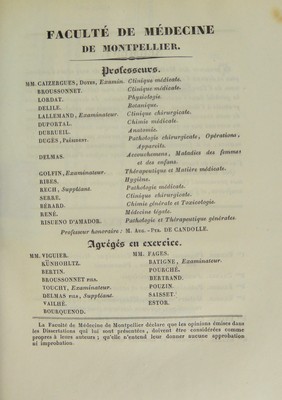 FACULTÉ DE MÉDECINE
DE MONTPELLIER.
Professeurs.
MM. CAIZERGUES, DOYEN, Examin. Clinique médicale.
BROUSSONNET. Clinique médicale.
LORDAT. Physiologie.
DELILE. Botanique.
LALLEMAND, Examinateur. Clinique chirurgicale.
DUPORTAL. Chimie médicale.
DUBRUEIL. Anatomie.
DUGÈS, Président. Pathologie chirurgicale, Opérations,
Appareils.
DELMAS. Accouchemens, Maladies des femmes
et des enfans.
GOLFIN, Examinateur. Thérapeutique et Matière médicale.
RIBES. Hygiène.
RECH, Suppléant. Pathologie médicale.
SERRE. Clinique chirurgicale.
BÉRARD. Chimie générale et Toxicologie.
RENÉ. Médecine légale.
RISUENO D'AMADOR. Pathologie et Thérapeutique générales.
Professeur honoraire : M. AUG.-PYR. DE CANDOLLE.
Agrégés en exercice.
MM. VIGUIER. MM. FAGES.
KÜHNHOLTZ. BATIGNE, Examinateur.
BERTIN. POURCHÉ.
BROUSSONNET FILS. BERTRAND.
TOUCHY, Examinateur. POUZIN.
DELMAS FILS, Suppléant. SAISSET.
VAILHÉ. ESTOR.
BOURQUENOD.
La Faculté de Médecine de Montpellier déclare que les opinions émises dans
les Dissertations qui lui sont présentées, doivent être considérées comme
propres à leurs auteurs ; qu'elle n'entend leur donner aucune approbation
ni improbation.